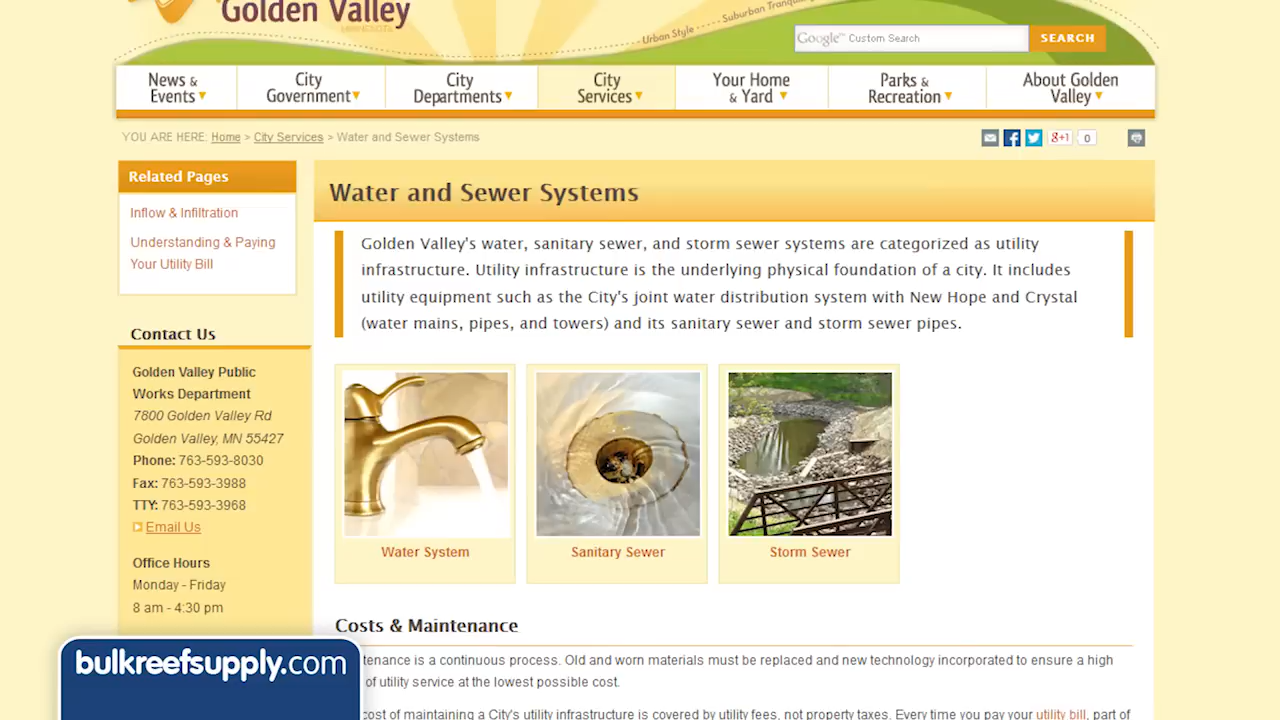 Golden Valley
MINNESOTA
Urban Style
Suburban Tranquility
Google™ Custom Search
SEARCH
News &
Events
City
Government
City
Departments
City
Services
Your Home
& Yard
Parks &
Recreation
About Golden
Valley
YOU ARE HERE: Home > City Services > Water and Sewer Systems
g+1 0
Related Pages
Inflow & Infiltration
Understanding & Paying
Your Utility Bill
Contact Us
Golden Valley Public
Works Department
7800 Golden Valley Rd
Golden Valley, MN 55427
Phone: 763-593-8030
Fax: 763-593-3988
TTY: 763-593-3968
Email Us
Office Hours
Monday - Friday
8 am - 4:30 pm
Water and Sewer Systems
Golden Valley's water, sanitary sewer, and storm sewer systems are categorized as utility
infrastructure. Utility infrastructure is the underlying physical foundation of a city. It includes
utility equipment such as the City's joint water distribution system with New Hope and Crystal
(water mains, pipes, and towers) and its sanitary sewer and storm sewer pipes.
Water System
Sanitary Sewer
Storm Sewer
Costs & Maintenance
tenance is a continuous process. Old and worn materials must be replaced and new technology incorporated to ensure a high
of utility service at the lowest possible cost.
cost of maintaining a City's utility infrastructure is covered by utility fees, not property taxes. Every time you pay your utility bill, part of
bulkreefsupply.com